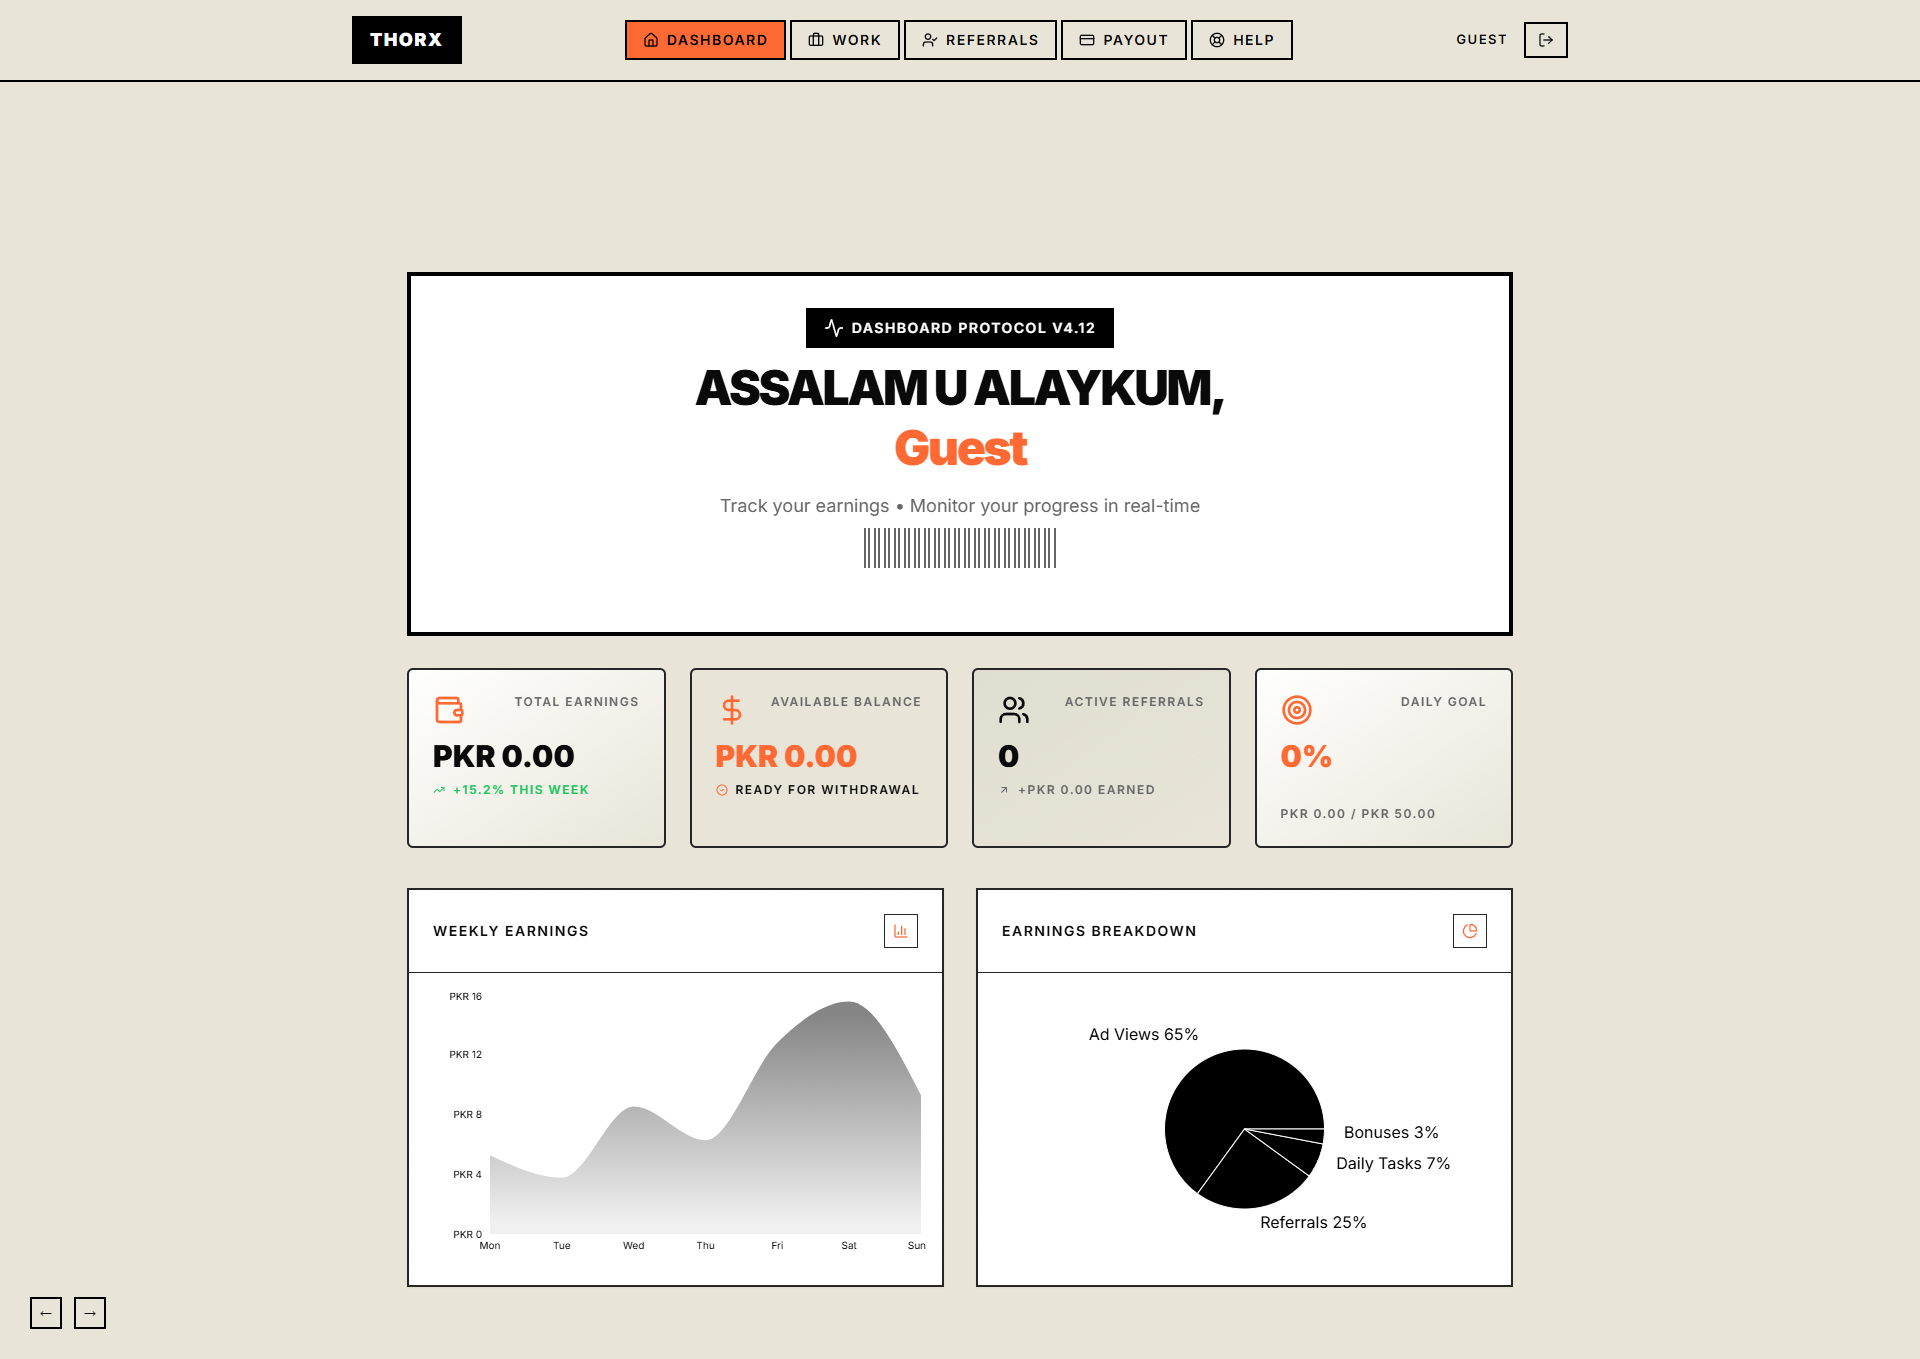 THORX
DASHBOARD
WORK
REFERRALS
PAYOUT
HELP
GUEST
DASHBOARD PROTOCOL V4.12
ASSALAM U ALAYKUM,
Guest
Track your earnings • Monitor your progress in real-time
TOTAL EARNINGS
PKR 0.00
+15.2% THIS WEEK
AVAILABLE BALANCE
PKR 0.00
READY FOR WITHDRAWAL
ACTIVE REFERRALS
0
+PKR 0.00 EARNED
DAILY GOAL
0%
PKR 0.00 / PKR 50.00
WEEKLY EARNINGS
PKR 16
PKR 12
PKR 8
PKR 4
PKR 0
Mon Tue Wed Thu Fri Sat Sun
EARNINGS BREAKDOWN
Ad Views 65%
Bonuses 3%
Daily Tasks 7%
Referrals 25%
← →